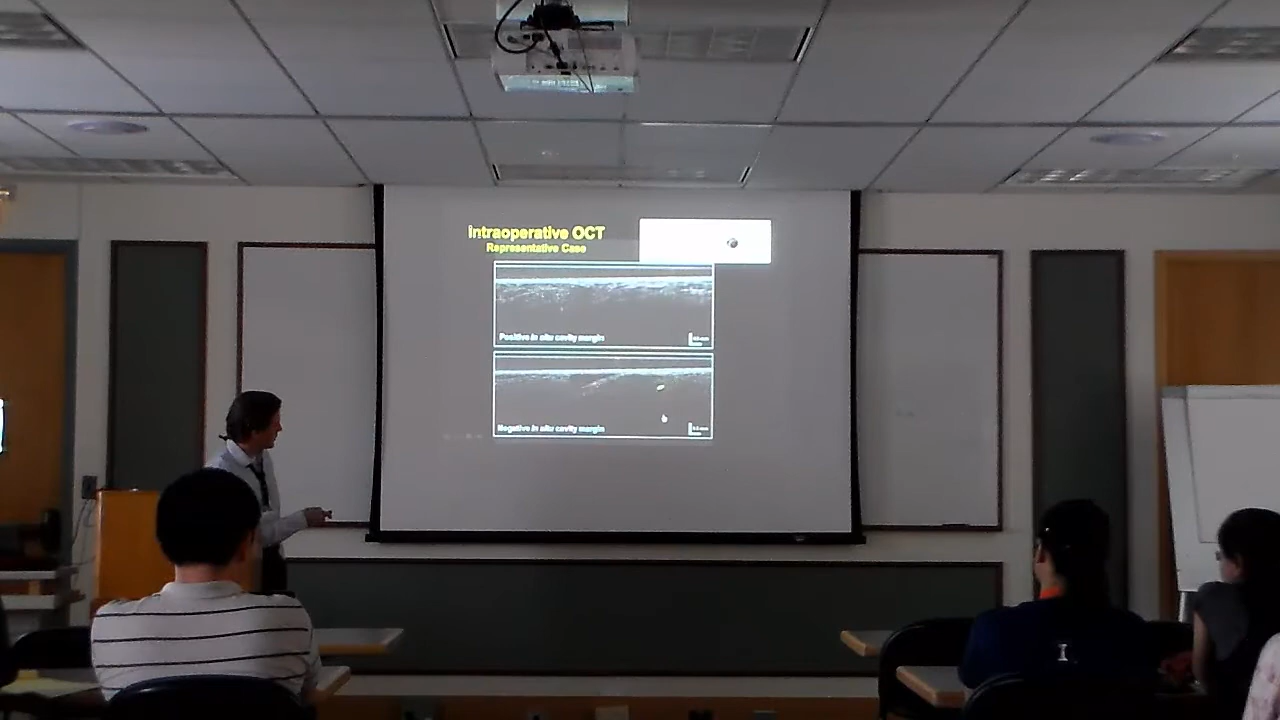 Intraoperative OCT
Representative Case
Positive in situ cavity margin
Negative in situ cavity margin